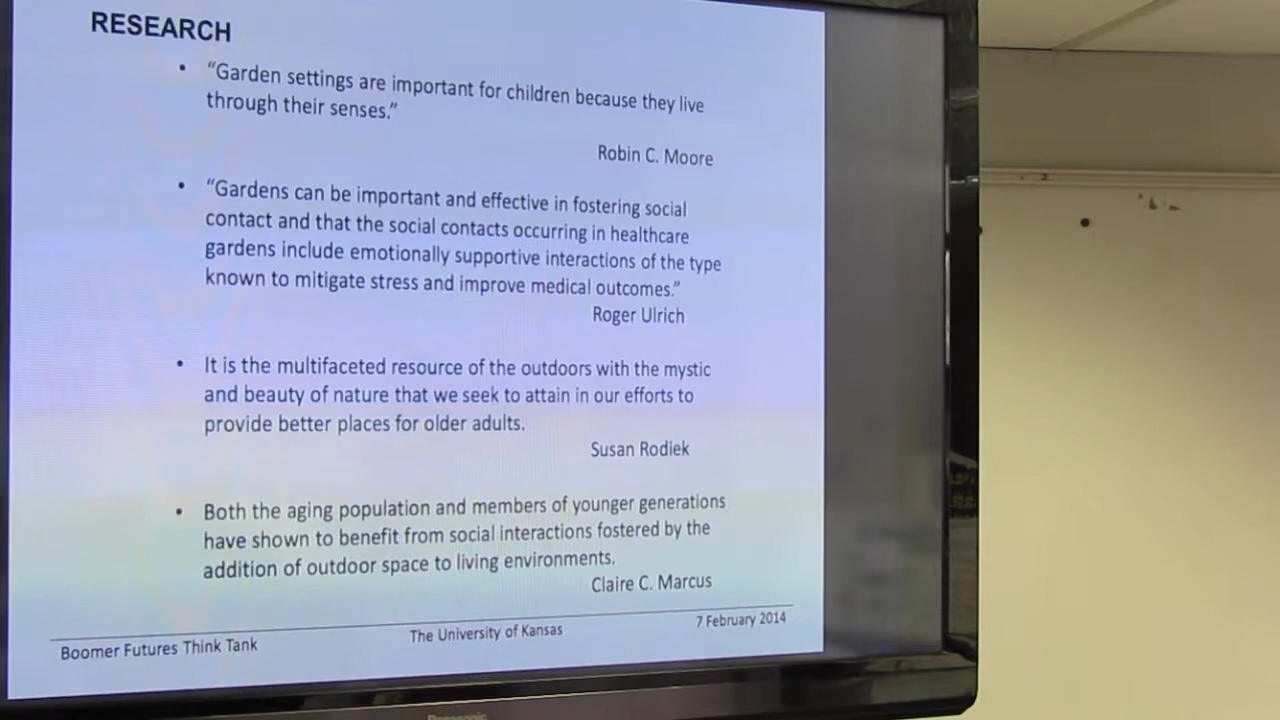 RESEARCH
• “Garden settings are important for children because they live
through their senses.”
Robin C. Moore
• “Gardens can be important and effective in fostering social
contact and that the social contacts occurring in healthcare
gardens include emotionally supportive interactions of the type
known to mitigate stress and improve medical outcomes.”
Roger Ulrich
• It is the multifaceted resource of the outdoors with the mystic
and beauty of nature that we seek to attain in our efforts to
provide better places for older adults.
Susan Rodiek
• Both the aging population and members of younger generations
have shown to benefit from social interactions fostered by the
addition of outdoor space to living environments.
Claire C. Marcus
Boomer Futures Think Tank The University of Kansas 7 February 2014
Panasonic